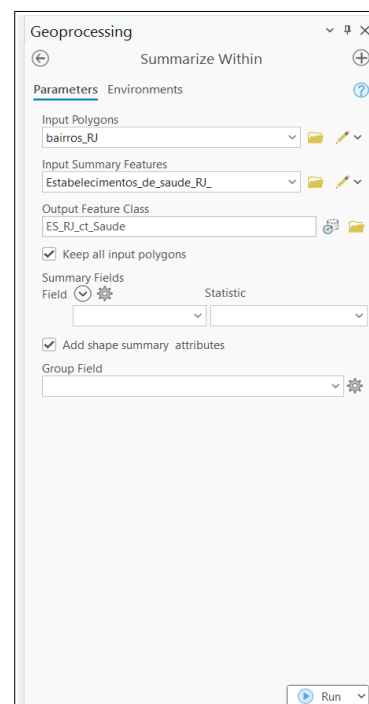 Geoprocessing
Summarize Within
Parameters Environments
Input Polygons
bairros_RJ
Input Summary Features
Estabelecimentos_de_saude_RJ_
Output Feature Class
ES_RJ_ct_Saude
Keep all input polygons
Summary Fields
Field Statistic
Add shape summary attributes
Group Field
Run